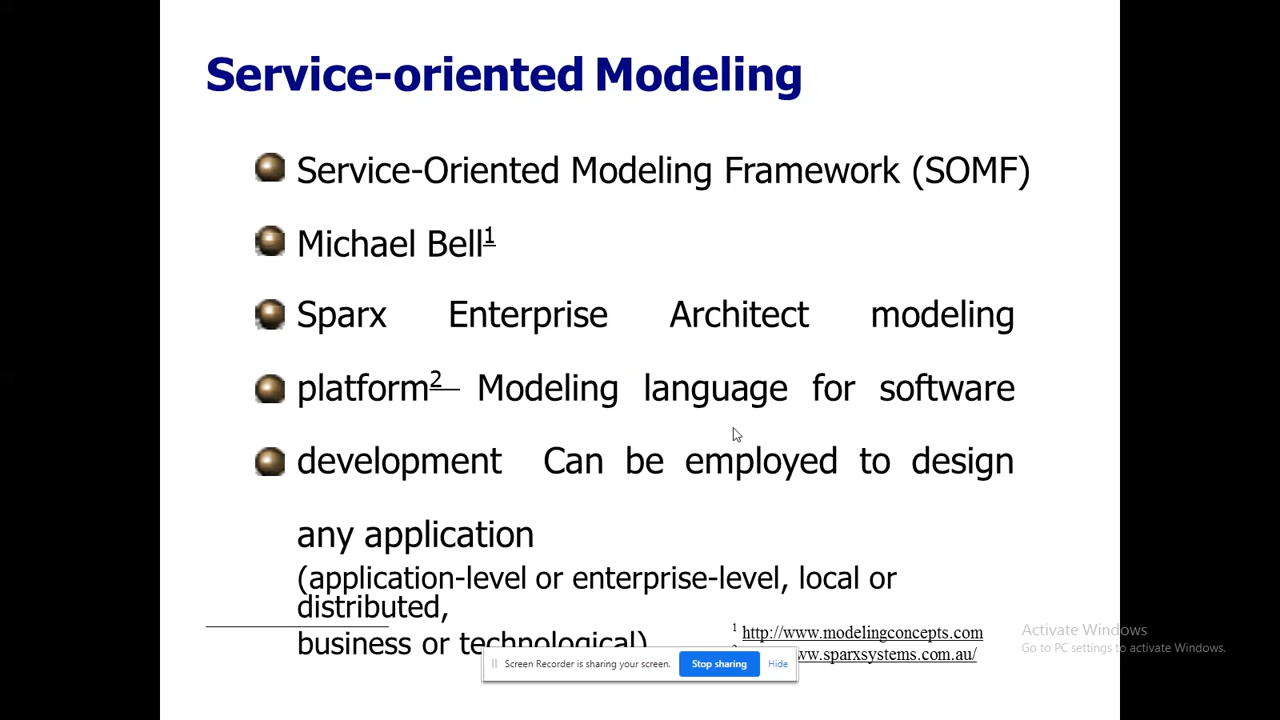 Service-oriented Modeling
Service-Oriented Modeling Framework (SOMF)
Michael Bell1
Sparx Enterprise Architect modeling
platform2 Modeling language for software
development Can be employed to design
any application
(application-level or enterprise-level, local or
distributed,
business or technological)
1 http://www.modelingconcepts.com
www.sparxsystems.com.au/
Activate Windows
Go to PC settings to activate Windows.
Screen Recorder is sharing your screen.
Stop sharing
Hide